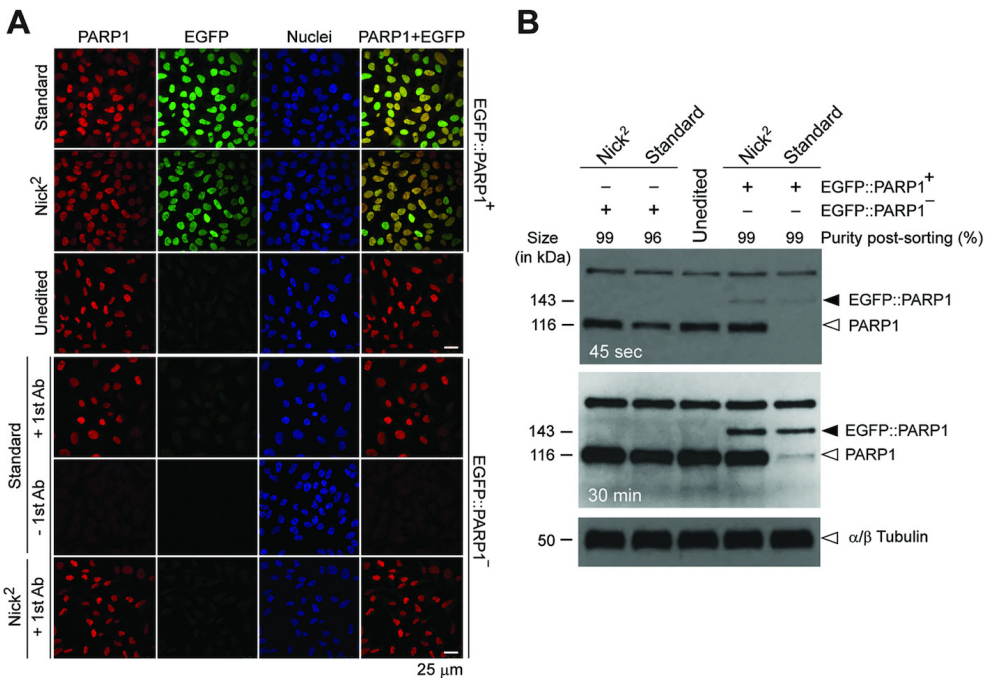 A
PARP1 EGFP Nuclei PARP1+EGFP
Standard
Nick2
EGFP::PARP1+
Unedited
Standard
+ 1st Ab
- 1st Ab
Nick2
+ 1st Ab
EGFP::PARP1–
25 μm
B
Nick2 Standard Unedited Nick2 Standard
– – + + EGFP::PARP1+
+ + – – EGFP::PARP1–
Size
(in kDa)
99 96 99 99 Purity post-sorting (%)
143 EGFP::PARP1
116 PARP1
45 sec
143 EGFP::PARP1
116 PARP1
30 min
50 α/β Tubulin